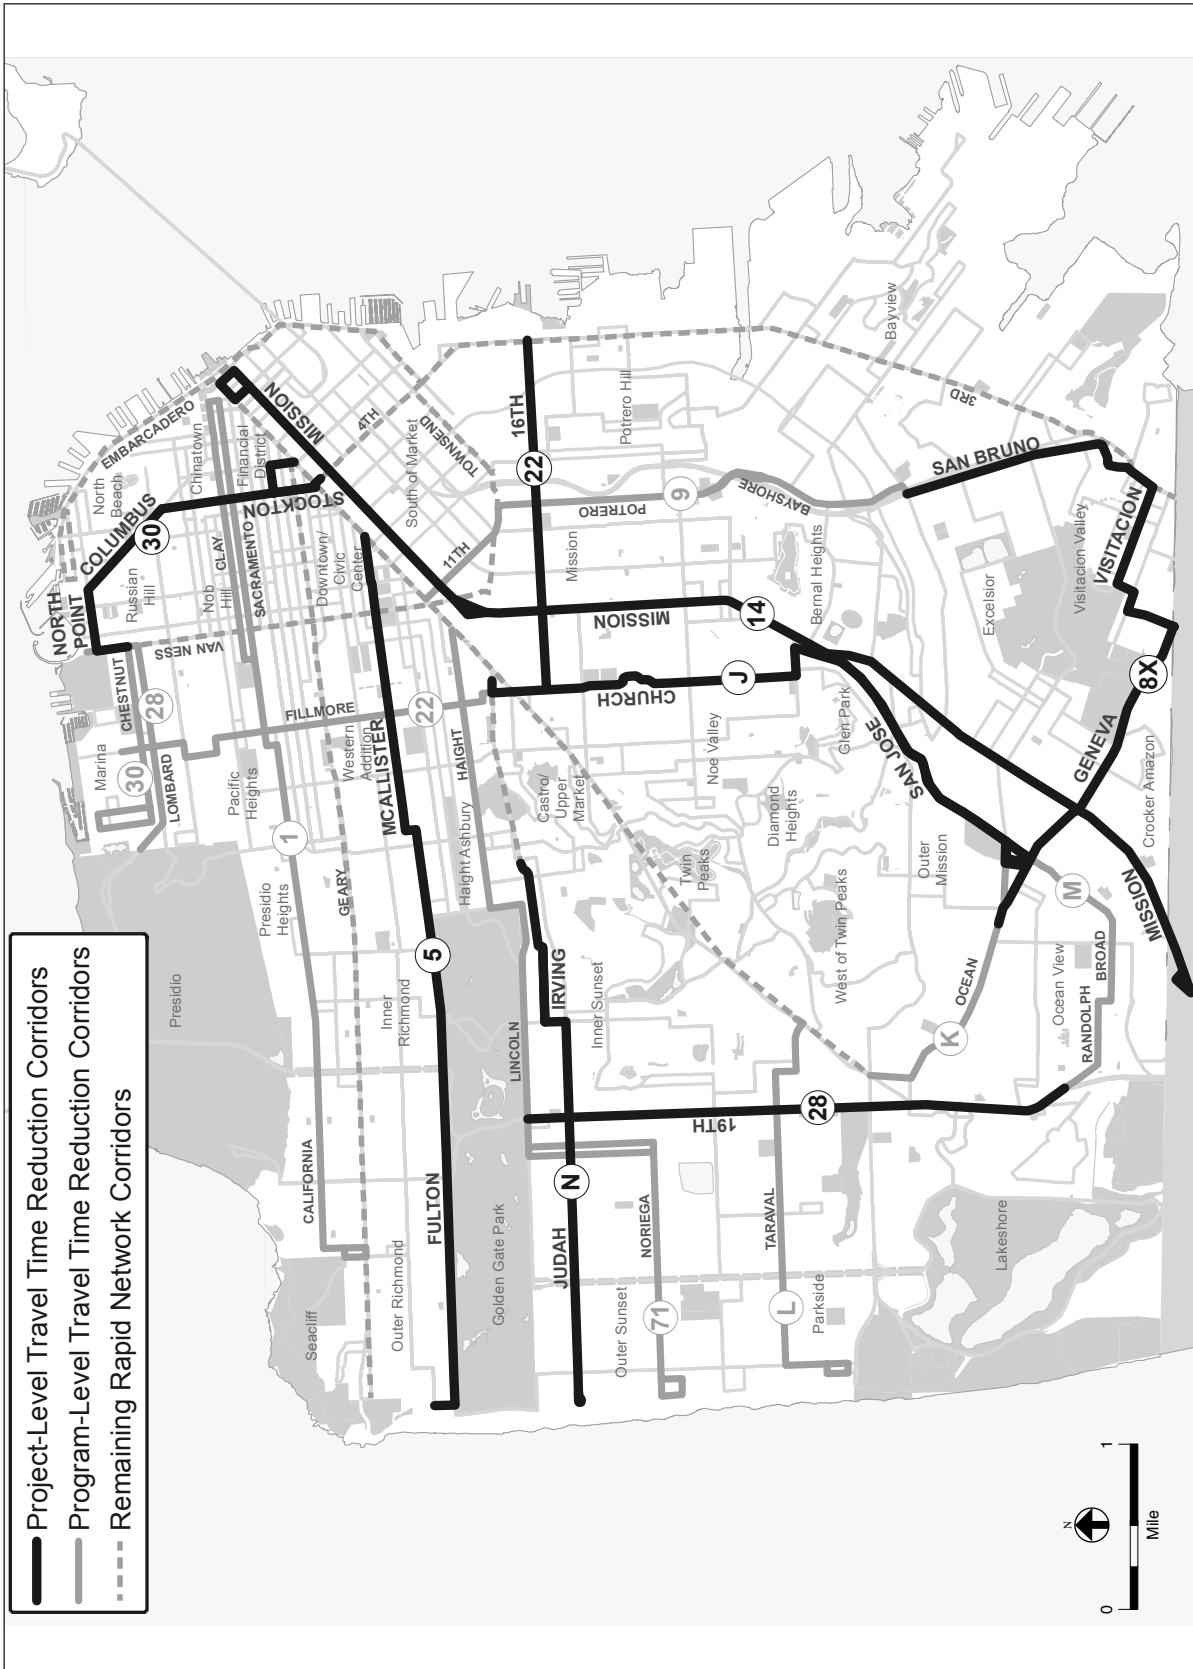 Project-Level Travel Time Reduction Corridors
Program-Level Travel Time Reduction Corridors
Remaining Rapid Network Corridors
Presidio
Seacliff
Outer Richmond
Inner
Richmond
Presidio
Heights
Pacific
Heights
Marina
Russian
Hill
North
Beach
Chinatown
Nob
Hill
Financial
District
Downtown/
Civic
Center
Western
Addition
South of Market
Haight Ashbury
Castro/
Upper
Market
Mission
Potrero Hill
Golden Gate Park
Inner Sunset
Outer Sunset
Twin
Peaks
Noe Valley
Diamond
Heights
Glen Park
Bernal Heights
Bayview
West of Twin Peaks
Parkside
Outer
Mission
Excelsior
Visitacion Valley
Crocker Amazon
Ocean View
Lakeshore
NORTH
POINT
COLUMBUS
EMBARCADERO
STOCKTON
CLAY
SACRAMENTO
VAN NESS
CHESTNUT
LOMBARD
FILLMORE
CALIFORNIA
GEARY
MCALLISTER
FULTON
HAIGHT
LINCOLN
IRVING
JUDAH
NORIEGA
TARAVAL
19TH
MISSION
4TH
TOWNSEND
11TH
16TH
POTRERO
BAYSHORE
MISSION
CHURCH
SAN JOSE
SAN BRUNO
3RD
VISITACION
GENEVA
MISSION
OCEAN
BROAD
RANDOLPH
30
28
30
22
1
5
22
9
14
J
N
71
L
28
K
M
8X
N
0
1
Mile